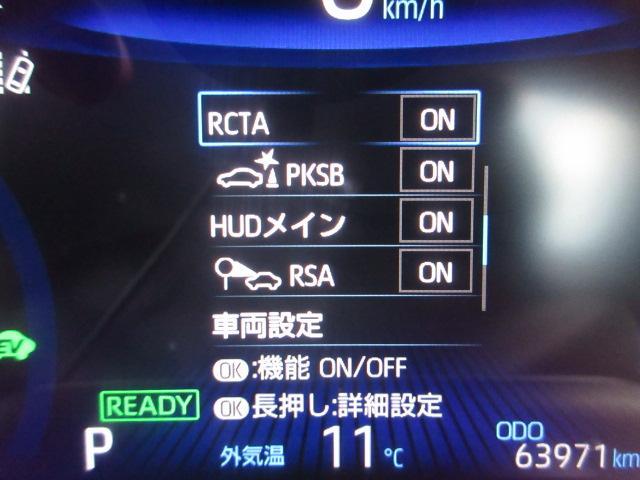 km/h
RCTA ON
PKSB ON
HUDメイン ON
RSA ON
車両設定
OK:機能 ON/OFF
EV
READY OK長押し:詳細設定
P 外気温 11℃ ODO 63971km